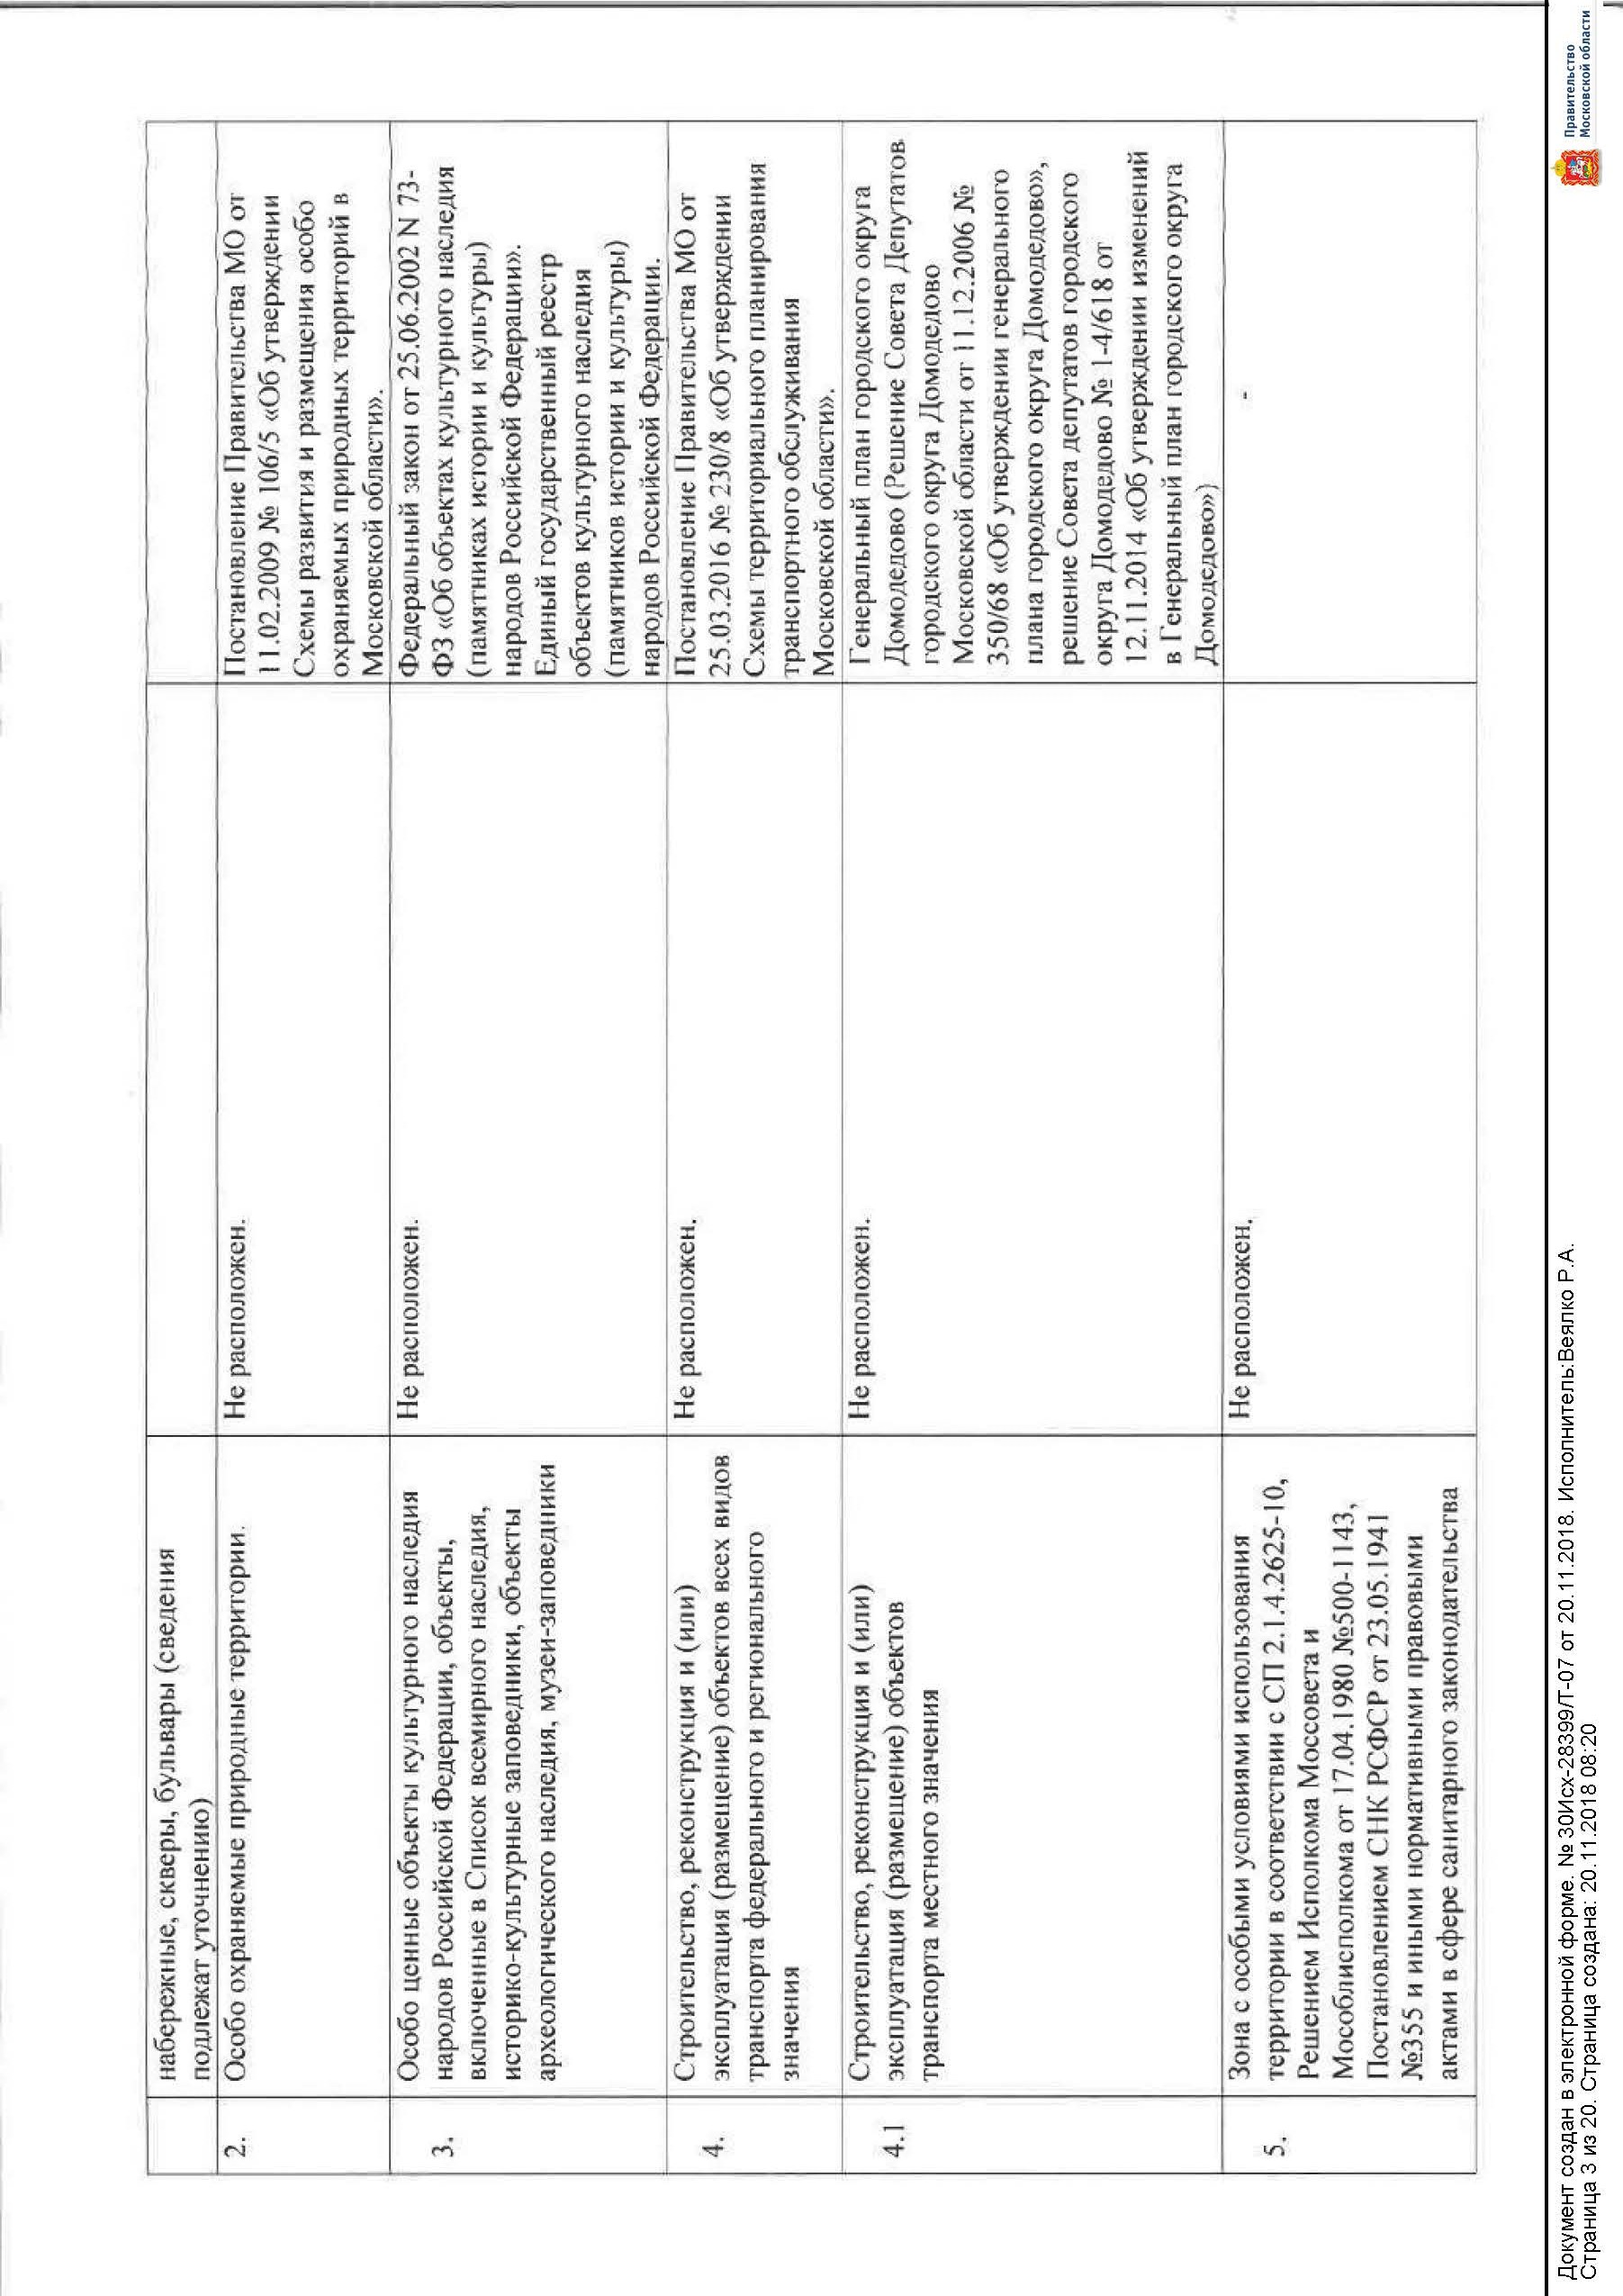 набережные, скверы, бульвары (сведения
подлежат уточнению)
2.
Особо охраняемые природные территории.
Не расположен.
Постановление Правительства МО от
11.02.2009 № 106/5 «Об утверждении
Схемы развития и размещения особо
охраняемых природных территорий в
Московской области».
3.
Особо ценные объекты культурного наследия
народов Российской Федерации, объекты,
включенные в Список всемирного наследия,
историко-культурные заповедники, объекты
археологического наследия, музеи-заповедники
Не расположен.
Федеральный закон от 25.06.2002 N 73-
ФЗ «Об объектах культурного наследия
(памятниках истории и культуры)
народов Российской Федерации».
Единый государственный реестр
объектов культурного наследия
(памятников истории и культуры)
народов Российской Федерации.
4.
Строительство, реконструкция и (или)
эксплуатация (размещение) объектов всех видов
транспорта федерального и регионального
значения
Не расположен.
Постановление Правительства МО от
25.03.2016 № 230/8 «Об утверждении
Схемы территориального планирования
транспортного обслуживания
Московской области».
4.1
Строительство, реконструкция и (или)
эксплуатация (размещение) объектов
транспорта местного значения
Не расположен.
Генеральный план городского округа
Домодедово (Решение Совета Депутатов
городского округа Домодедово
Московской области от 11.12.2006 №
350/68 «Об утверждении генерального
плана городского округа Домодедово»,
решение Совета депутатов городского
округа Домодедово № 1-4/618 от
12.11.2014 «Об утверждении изменений
в Генеральный план городского округа
Домодедово»)
5.
Зона с особыми условиями использования
территории в соответствии с СП 2.1.4.2625-10,
Решением Исполкома Моссовета и
Мособлисполкома от 17.04.1980 №500-1143,
Постановлением СНК РСФСР от 23.05.1941
№355 и иными нормативными правовыми
актами в сфере санитарного законодательства
Не расположен.
-
Документ создан в электронной форме. № 30Исх-28399/Т-07 от 20.11.2018. Исполнитель:Веялко Р.А.
Страница 3 из 20. Страница создана: 20.11.2018 08:20
Правительство
Московской области